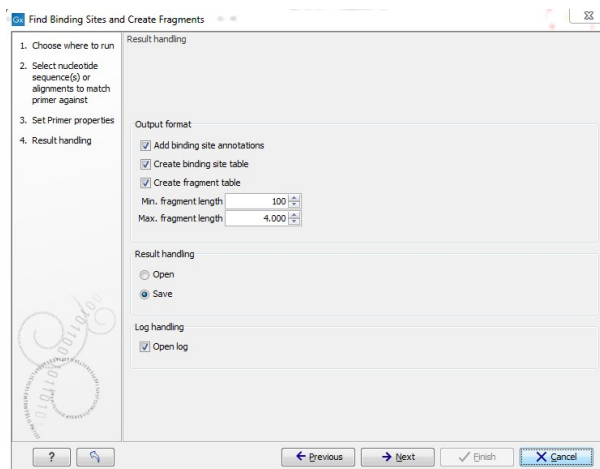 Gx Find Binding Sites and Create Fragments
1. Choose where to run
2. Select nucleotide
sequence(s) or
alignments to match
primer against
3. Set Primer properties
4. Result handling
Result handling
Output format
Add binding site annotations
Create binding site table
Create fragment table
Min. fragment length 100
Max. fragment length 4.000
Result handling
Open
Save
Log handling
Open log
? Previous Next Finish Cancel